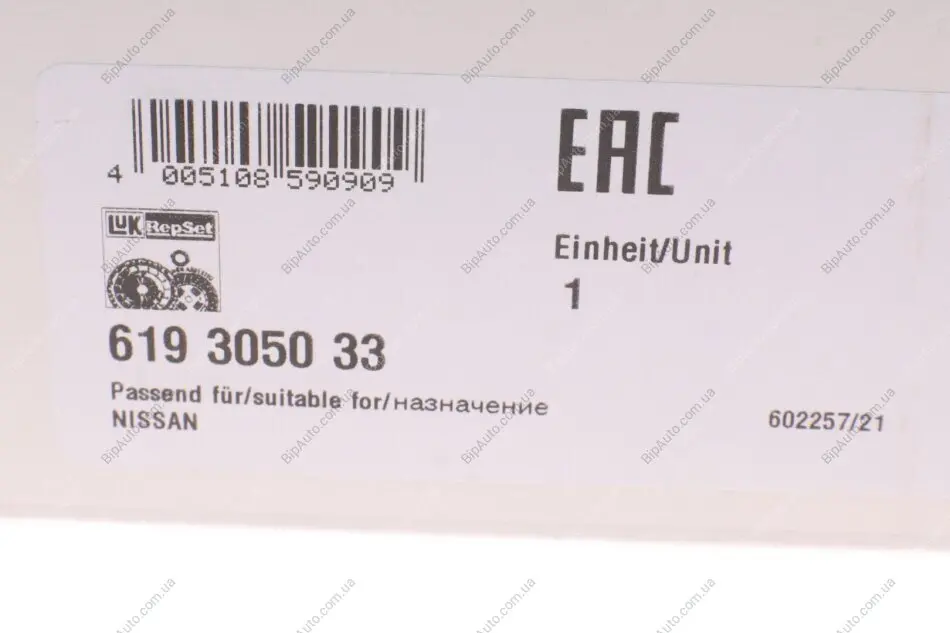 4 005108 590909
EAC
LUK RepSet
Einheit/Unit
1
619 3050 33
Passend für/suitable for/назначение
NISSAN
602257/21
BipAuto.com.ua